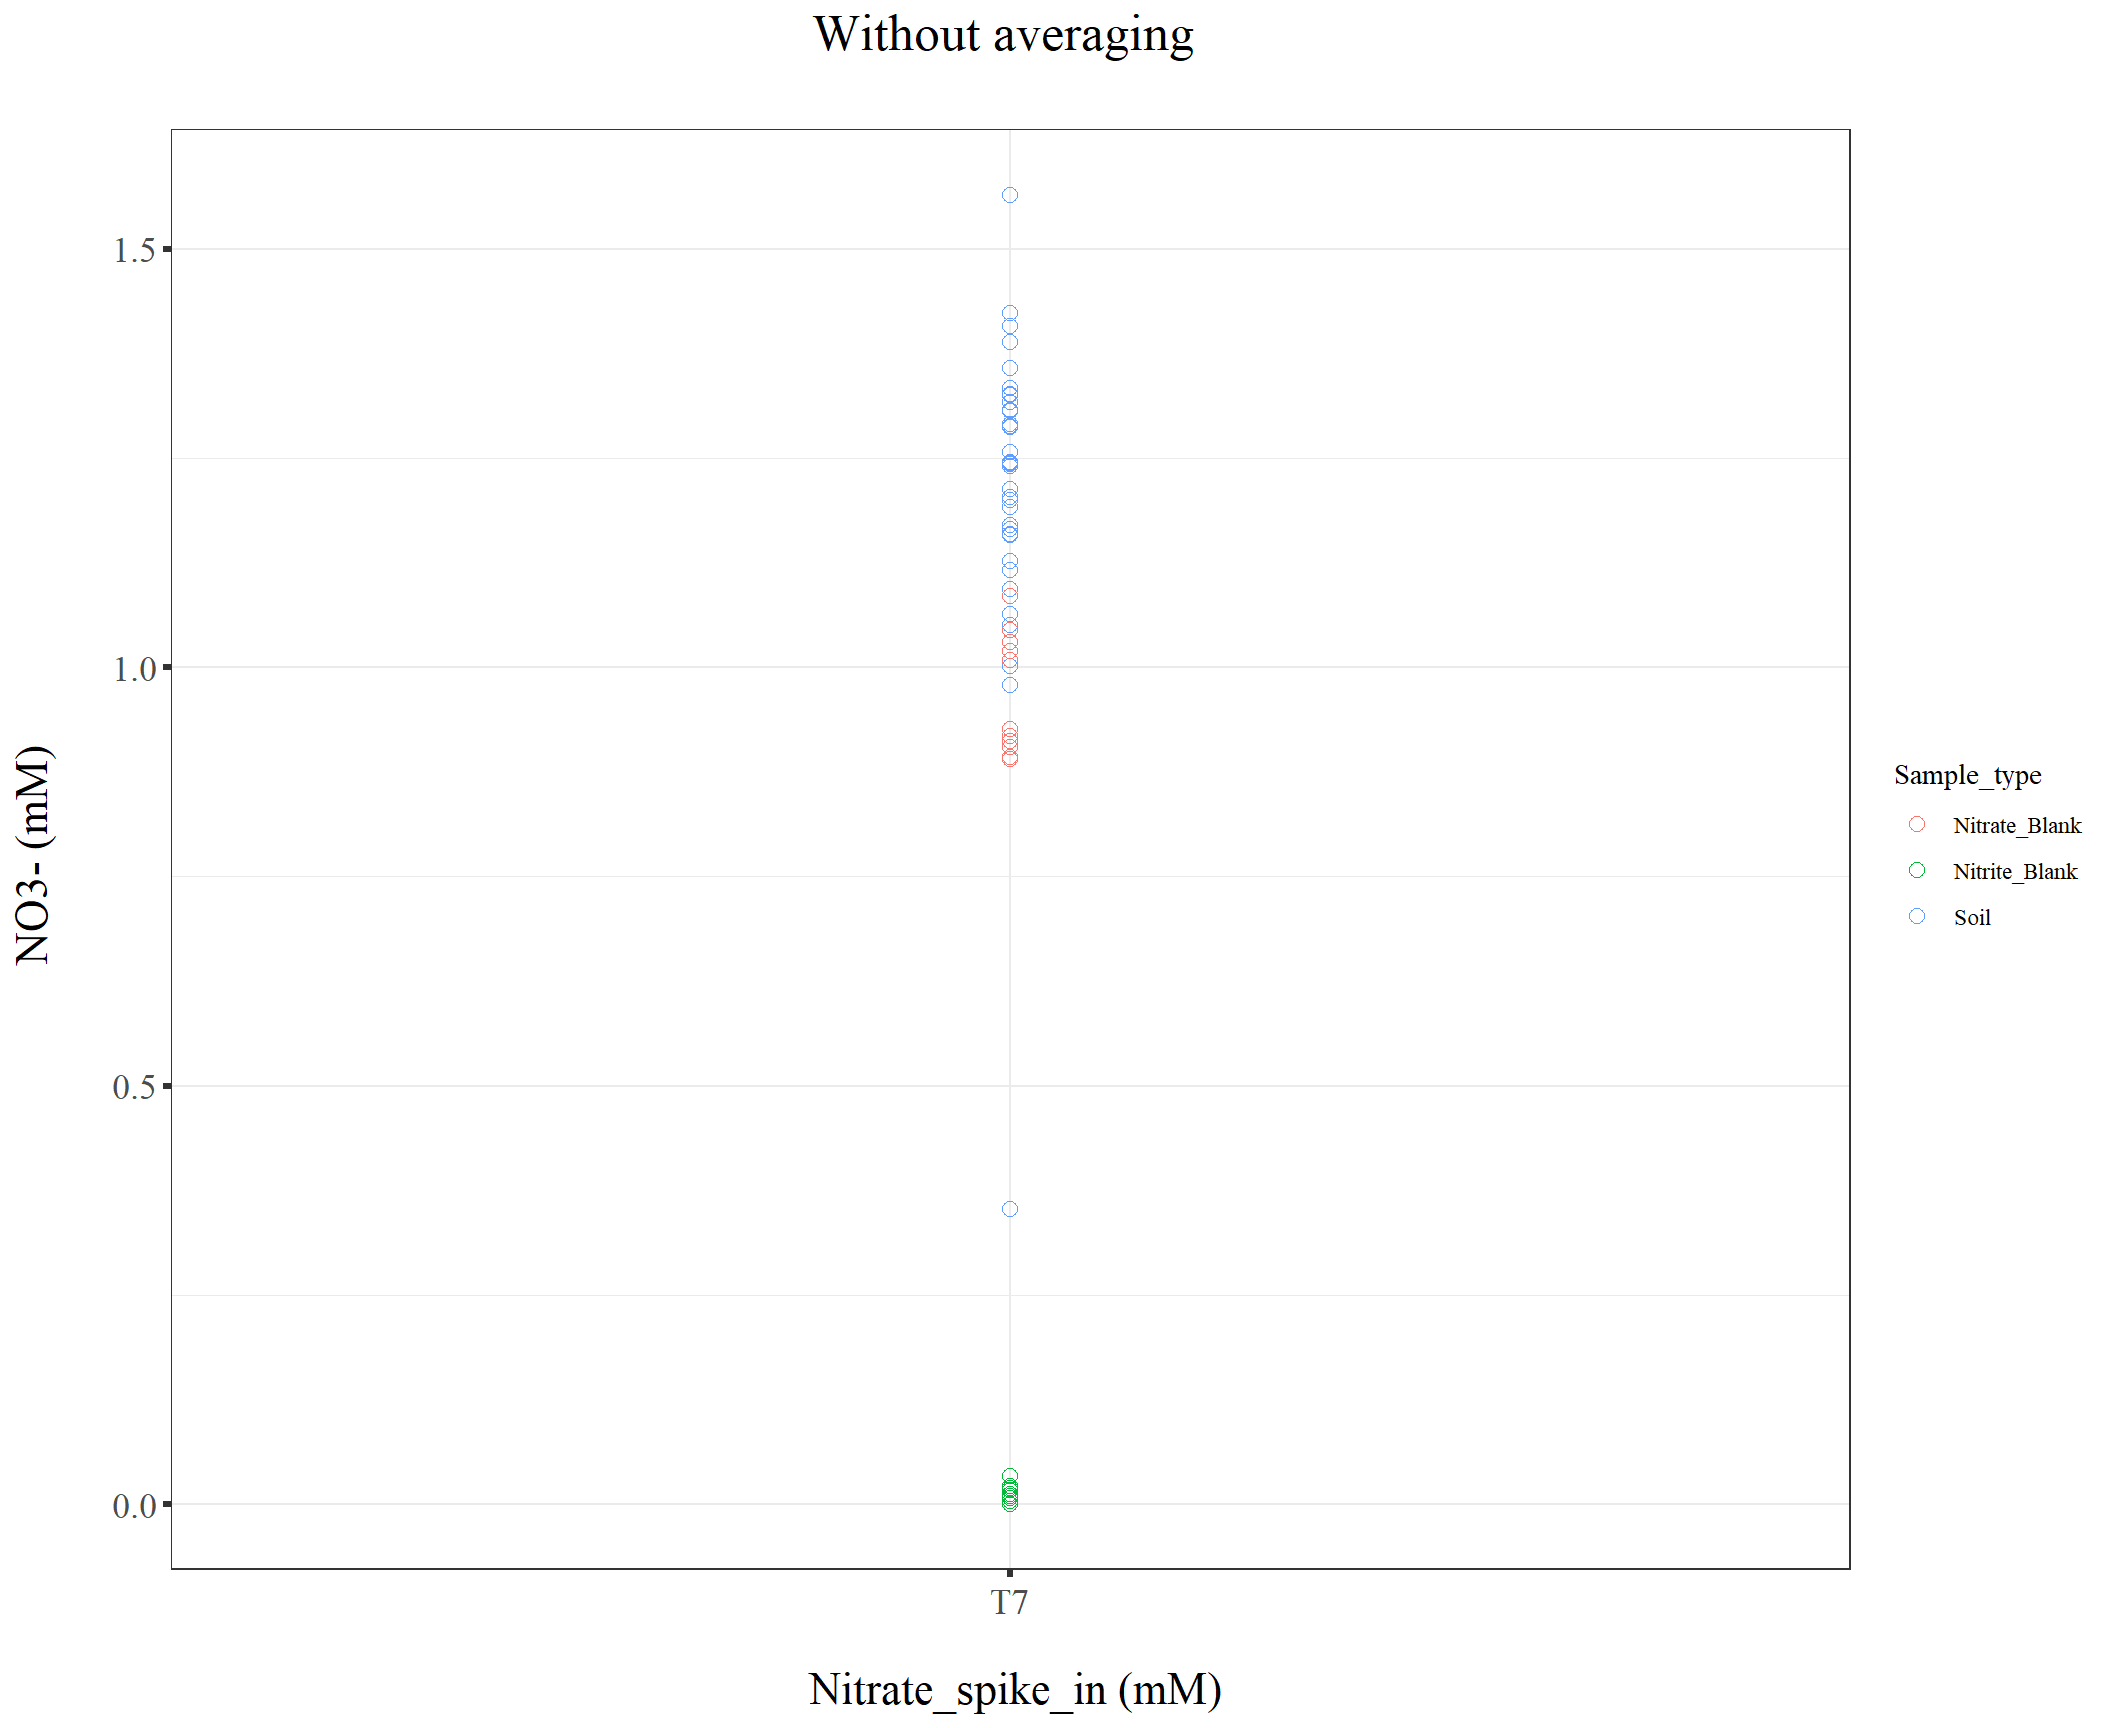 Without averaging
1.5
1.0
0.5
0.0
NO3- (mM)
T7
Nitrate_spike_in (mM)
Sample_type
Nitrate_Blank
Nitrite_Blank
Soil